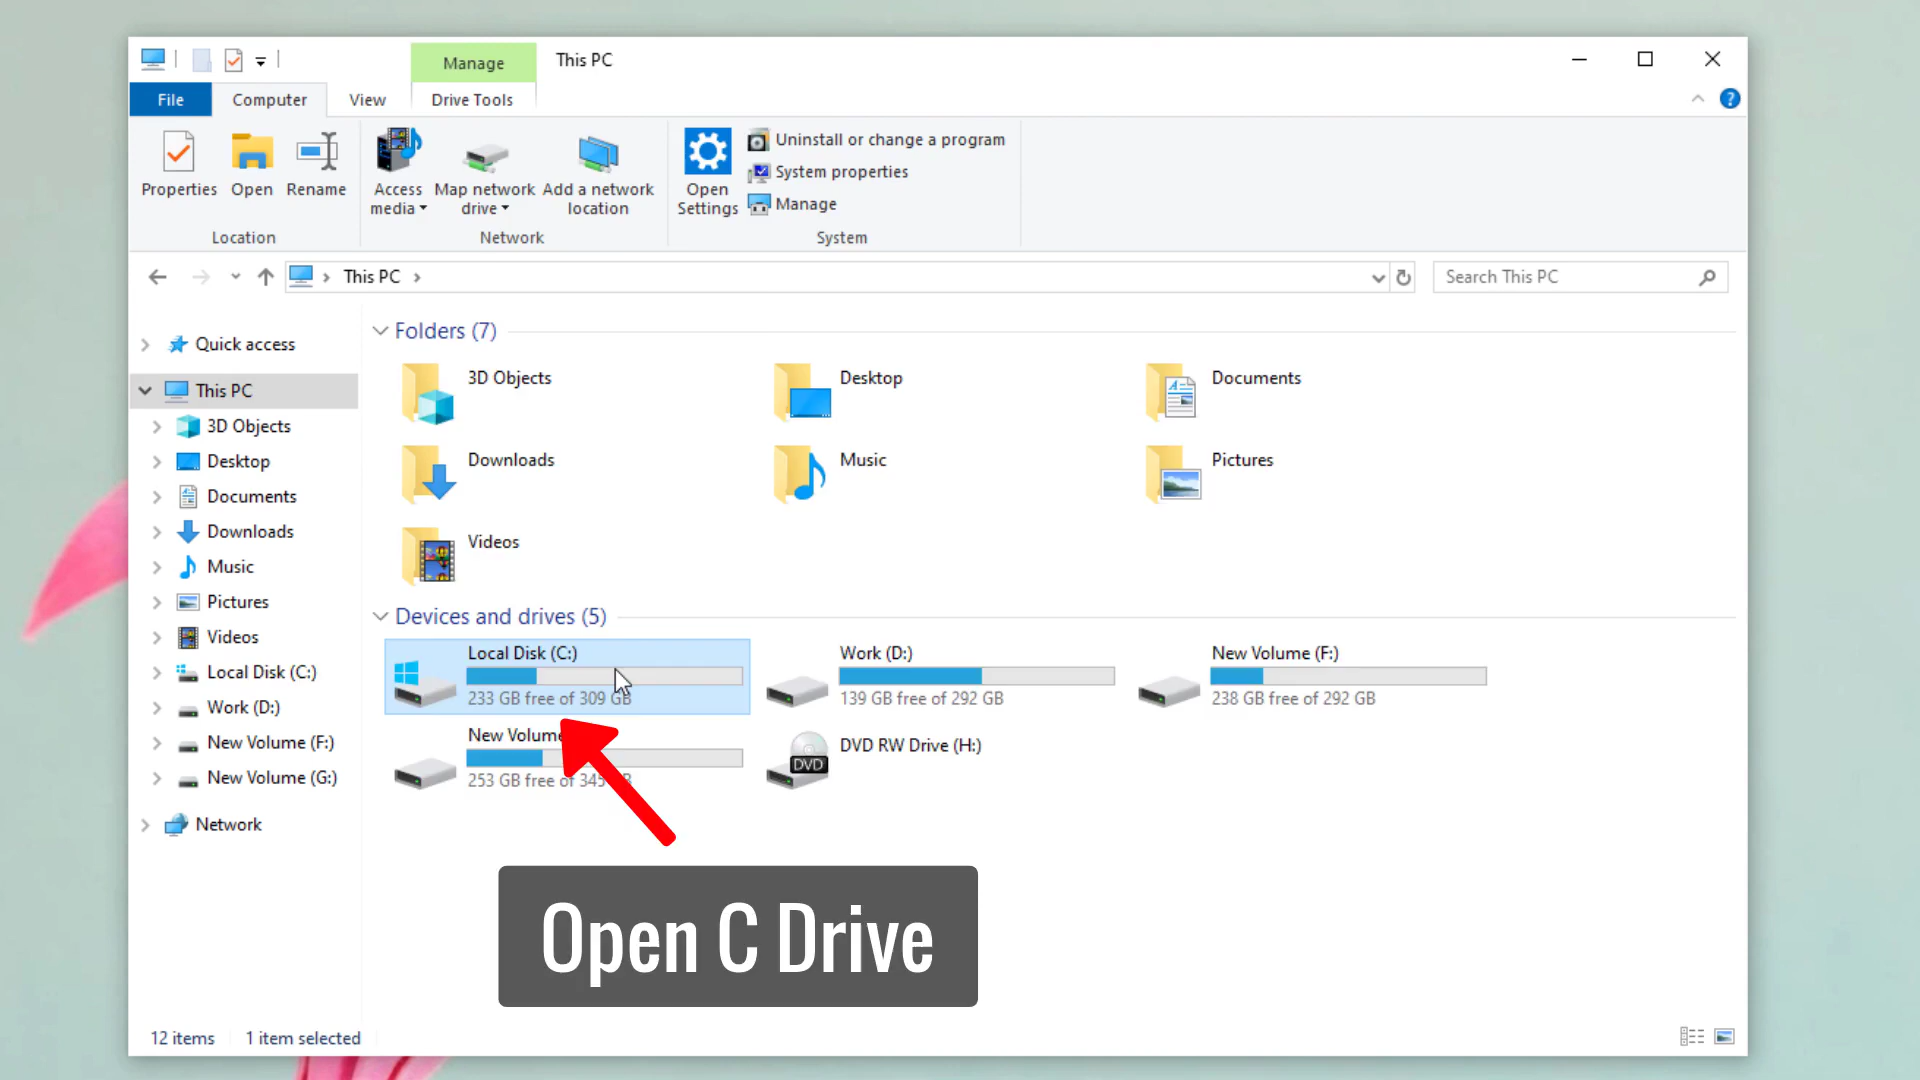 Manage
This PC
File
Computer
View
Drive Tools
Properties
Open
Rename
Access media
Map network drive
Add a network location
Open Settings
Uninstall or change a program
System properties
Manage
Location
Network
System
This PC
Search This PC
Quick access
This PC
3D Objects
Desktop
Documents
Downloads
Music
Pictures
Videos
Local Disk (C:)
Work (D:)
New Volume (F:)
New Volume (G:)
Network
Folders (7)
3D Objects
Desktop
Documents
Downloads
Music
Pictures
Videos
Devices and drives (5)
Local Disk (C:)
233 GB free of 309 GB
Work (D:)
139 GB free of 292 GB
New Volume (F:)
238 GB free of 292 GB
New Volume
253 GB free of 345 GB
DVD RW Drive (H:)
DVD
Open C Drive
12 items
1 item selected